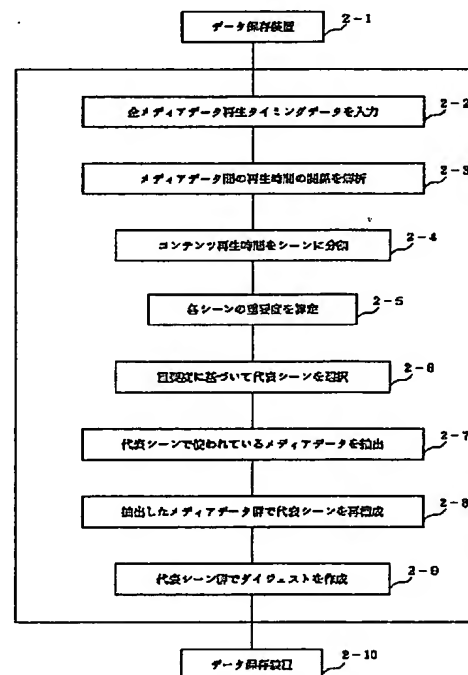 データ保存装置
2-1
全メディアデータ再生タイミングデータを入力
2-2
メディアデータ間の再生時間の関係を解析
2-3
コンテンツ再生時間をシーンに分割
2-4
各シーンの重要度を算定
2-5
重要度に基づいて代表シーンを選択
2-6
代表シーンで使われているメディアデータを抽出
2-7
抽出したメディアデータ群で代表シーンを再構成
2-8
代表シーン群でダイジェストを作成
2-9
データ保存装置
2-10